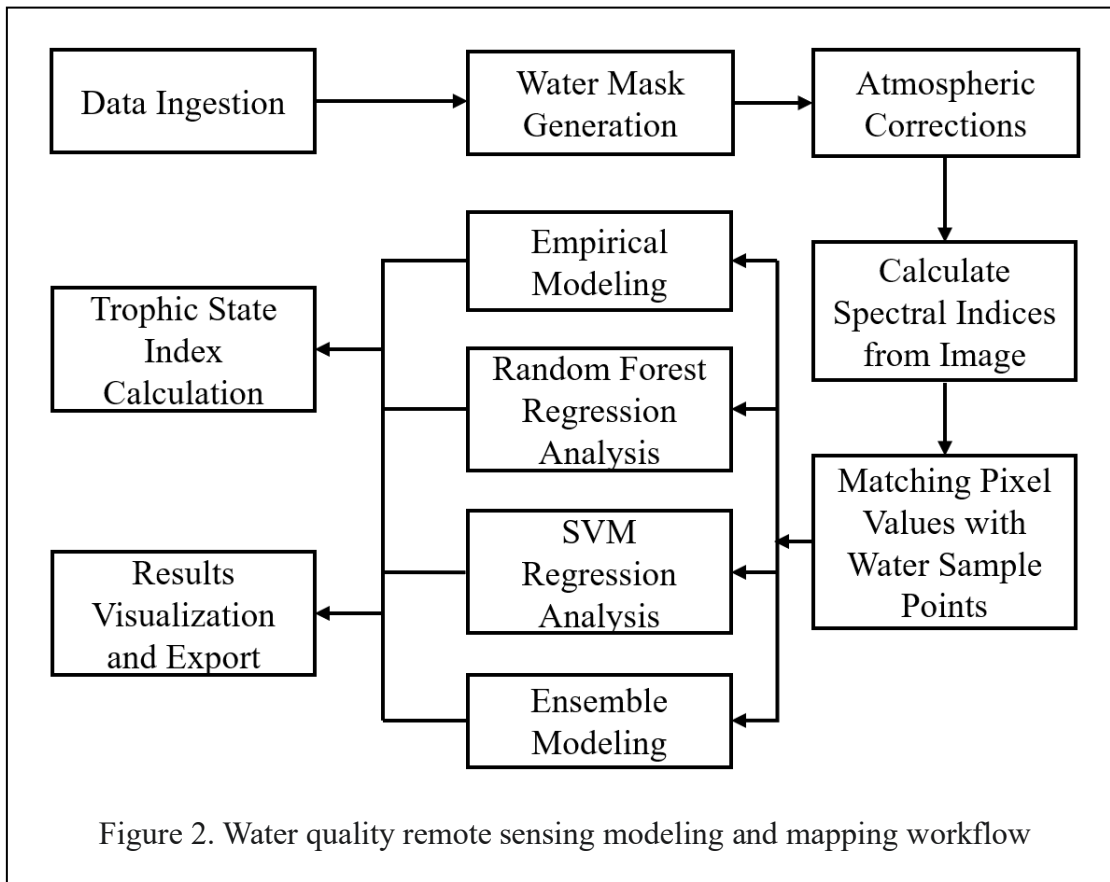 Data Ingestion
Water Mask
Generation
Atmospheric
Corrections
Calculate
Spectral Indices
from Image
Matching Pixel
Values with
Water Sample
Points
Empirical
Modeling
Random Forest
Regression
Analysis
SVM
Regression
Analysis
Ensemble
Modeling
Trophic State
Index
Calculation
Results
Visualization
and Export
Figure 2. Water quality remote sensing modeling and mapping workflow